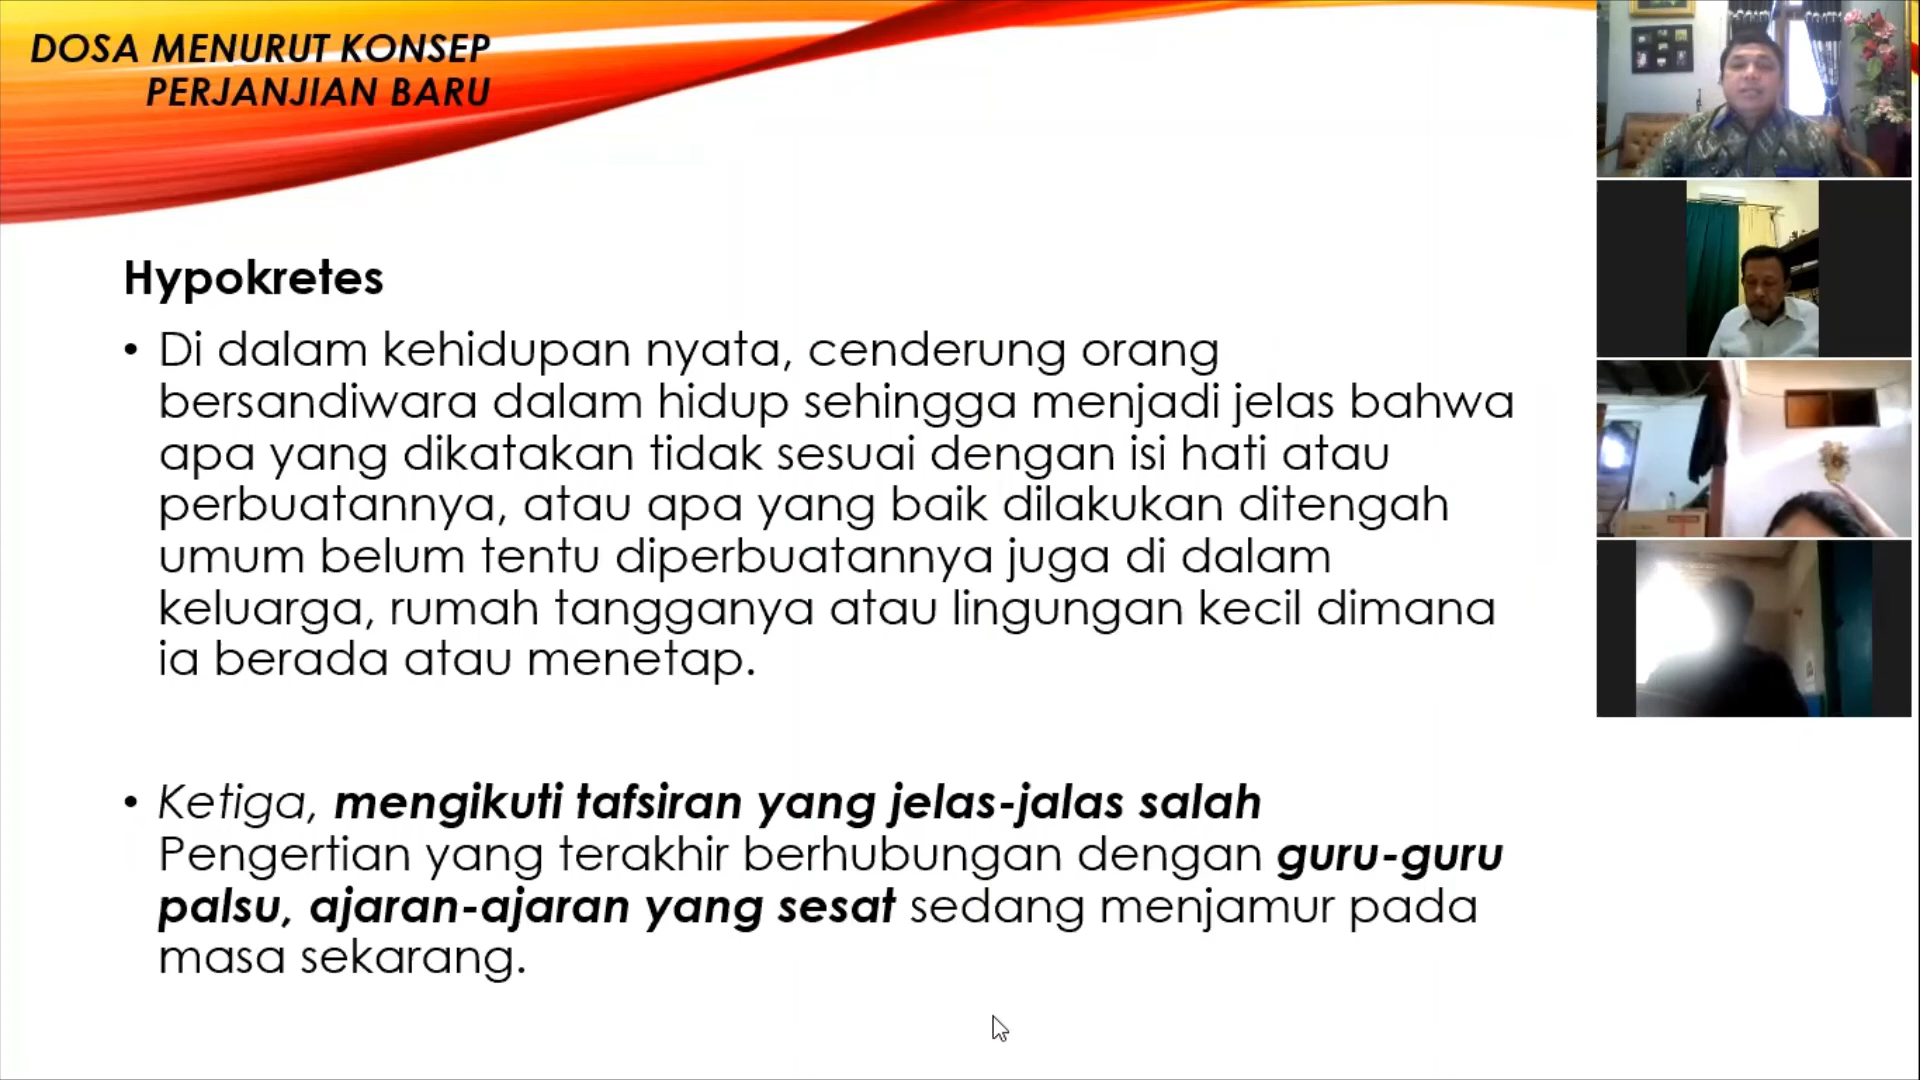 DOSA MENURUT KONSEP
PERJANJIAN BARU
Hypokretes
• Di dalam kehidupan nyata, cenderung orang
bersandiwara dalam hidup sehingga menjadi jelas bahwa
apa yang dikatakan tidak sesuai dengan isi hati atau
perbuatannya, atau apa yang baik dilakukan ditengah
umum belum tentu diperbuatannya juga di dalam
keluarga, rumah tangganya atau lingungan kecil dimana
ia berada atau menetap.
• Ketiga, mengikuti tafsiran yang jelas-jalas salah
Pengertian yang terakhir berhubungan dengan guru-guru
palsu, ajaran-ajaran yang sesat sedang menjamur pada
masa sekarang.